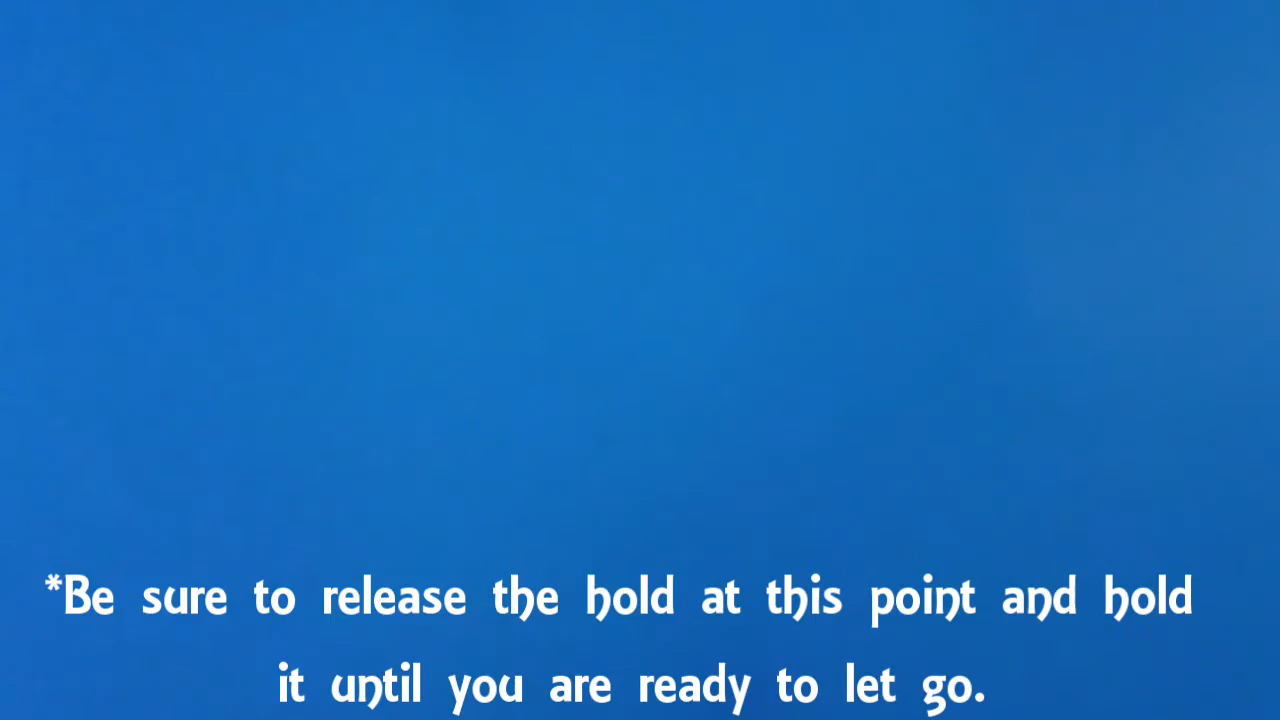 *Be sure to release the hold at this point and hold
it until you are ready to let go.